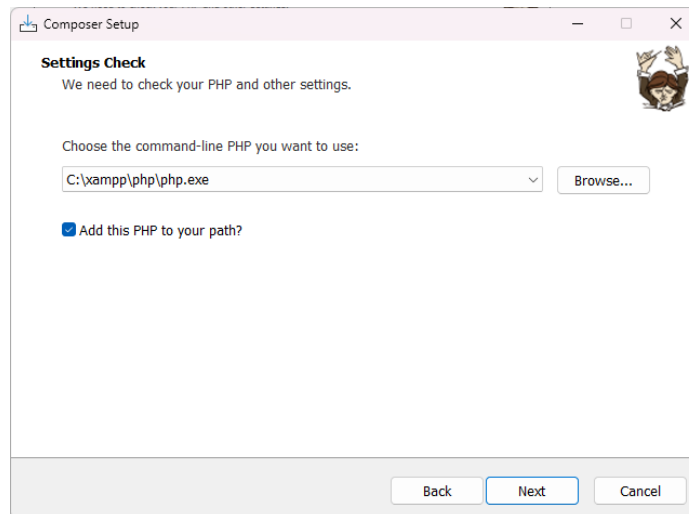 Composer Setup
Settings Check
We need to check your PHP and other settings.
Choose the command-line PHP you want to use:
C:\xampp\php\php.exe
Browse...
Add this PHP to your path?
Back
Next
Cancel